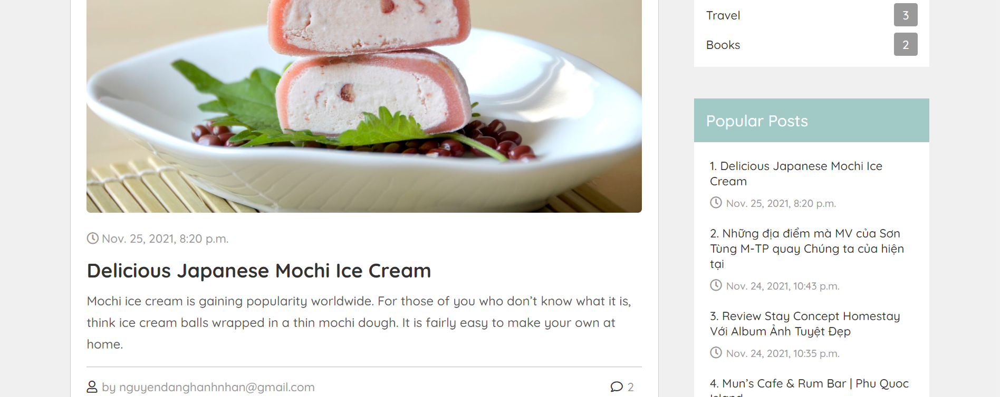 Nov. 25, 2021, 8:20 p.m.
Delicious Japanese Mochi Ice Cream
Mochi ice cream is gaining popularity worldwide. For those of you who don’t know what it is,
think ice cream balls wrapped in a thin mochi dough. It is fairly easy to make your own at
home.
by nguyendanghanhnhan@gmail.com
2
Travel 3
Books 2
Popular Posts
1. Delicious Japanese Mochi Ice
Cream
Nov. 25, 2021, 8:20 p.m.
2. Những địa điểm mà MV của Sơn
Tùng M-TP quay Chúng ta của hiện
tại
Nov. 24, 2021, 10:43 p.m.
3. Review Stay Concept Homestay
Với Album Ảnh Tuyệt Đẹp
Nov. 24, 2021, 10:35 p.m.
4. Mun’s Cafe & Rum Bar | Phu Quoc
Island